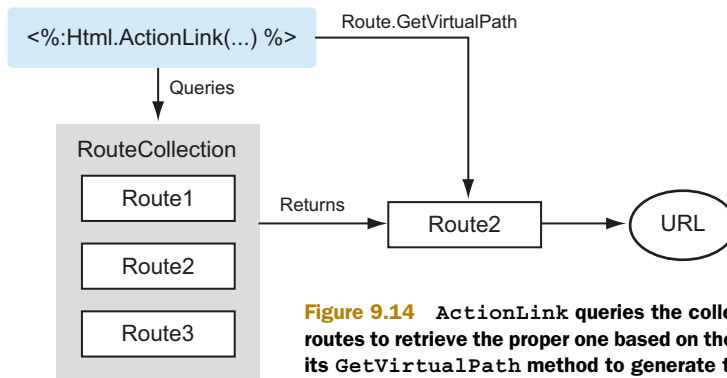 <%:Html.ActionLink(...) %>
Route.GetVirtualPath
Queries
RouteCollection
Route1
Route2
Route3
Returns
Route2
URL
Figure 9.14 ActionLink queries the colle
routes to retrieve the proper one based on the
its GetVirtualPath method to generate t